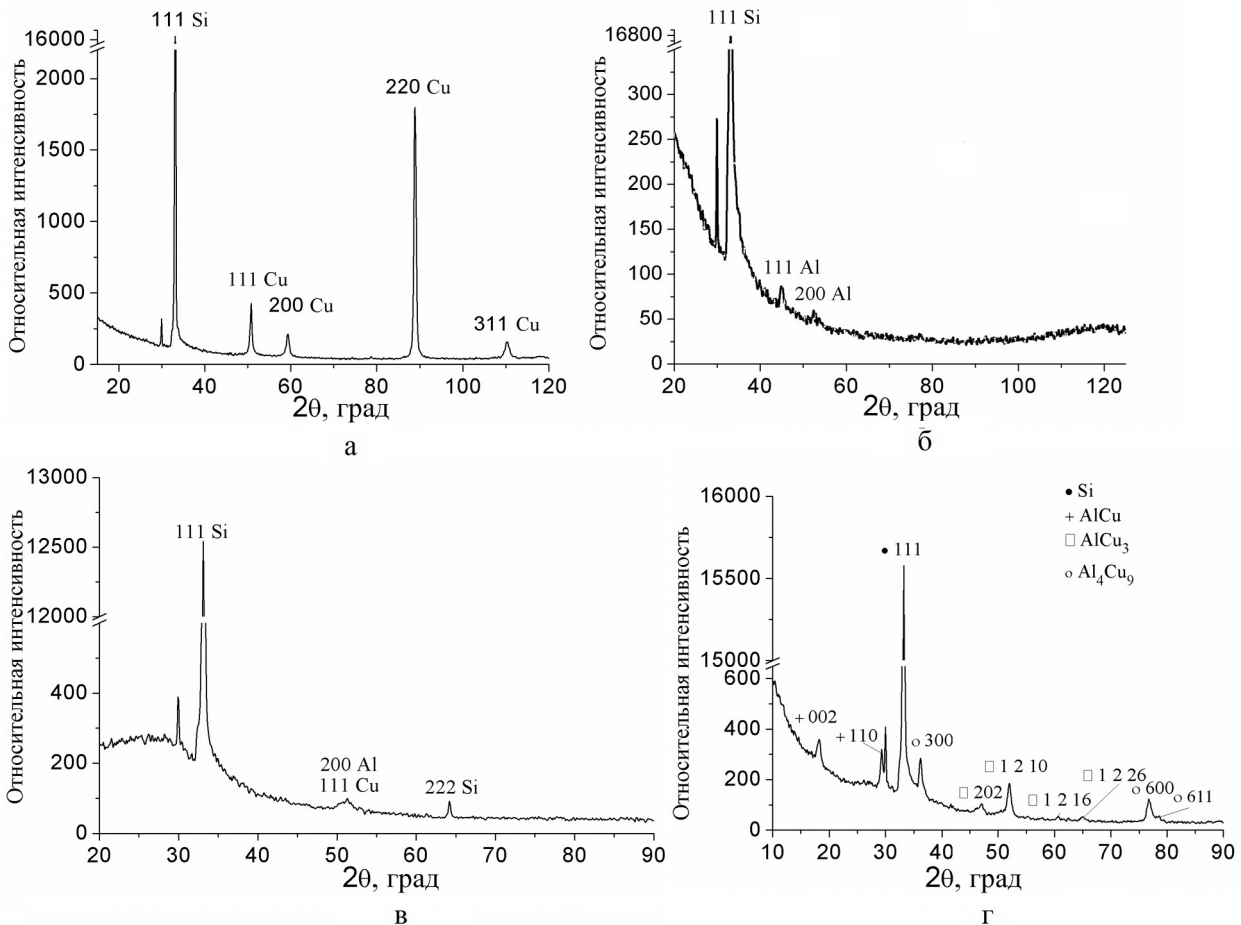 111 Si
16000
2000
1500
1000
500
0
220 Cu
111 Cu
200 Cu
311 Cu
20 40 60 80 100 120
2θ, град
Относительная интенсивность
а
111 Si
16800
300
250
200
150
100
50
0
111 Al
200 Al
20 40 60 80 100 120
2θ, град
Относительная интенсивность
б
13000
12500
12000
400
200
0
111 Si
200 Al
111 Cu
222 Si
20 30 40 50 60 70 80 90
2θ, град
Относительная интенсивность
в
16000
15500
15000
600
400
200
0
● Si
+ AlCu
□ AlCu₃
o Al₄Cu₉
● 111
+ 002
+ 110
o 300
□ 1 2 10
□ 202
□ 1 2 16
□ 1 2 26
o 600
o 611
10 20 30 40 50 60 70 80 90
2θ, град
Относительная интенсивность
г